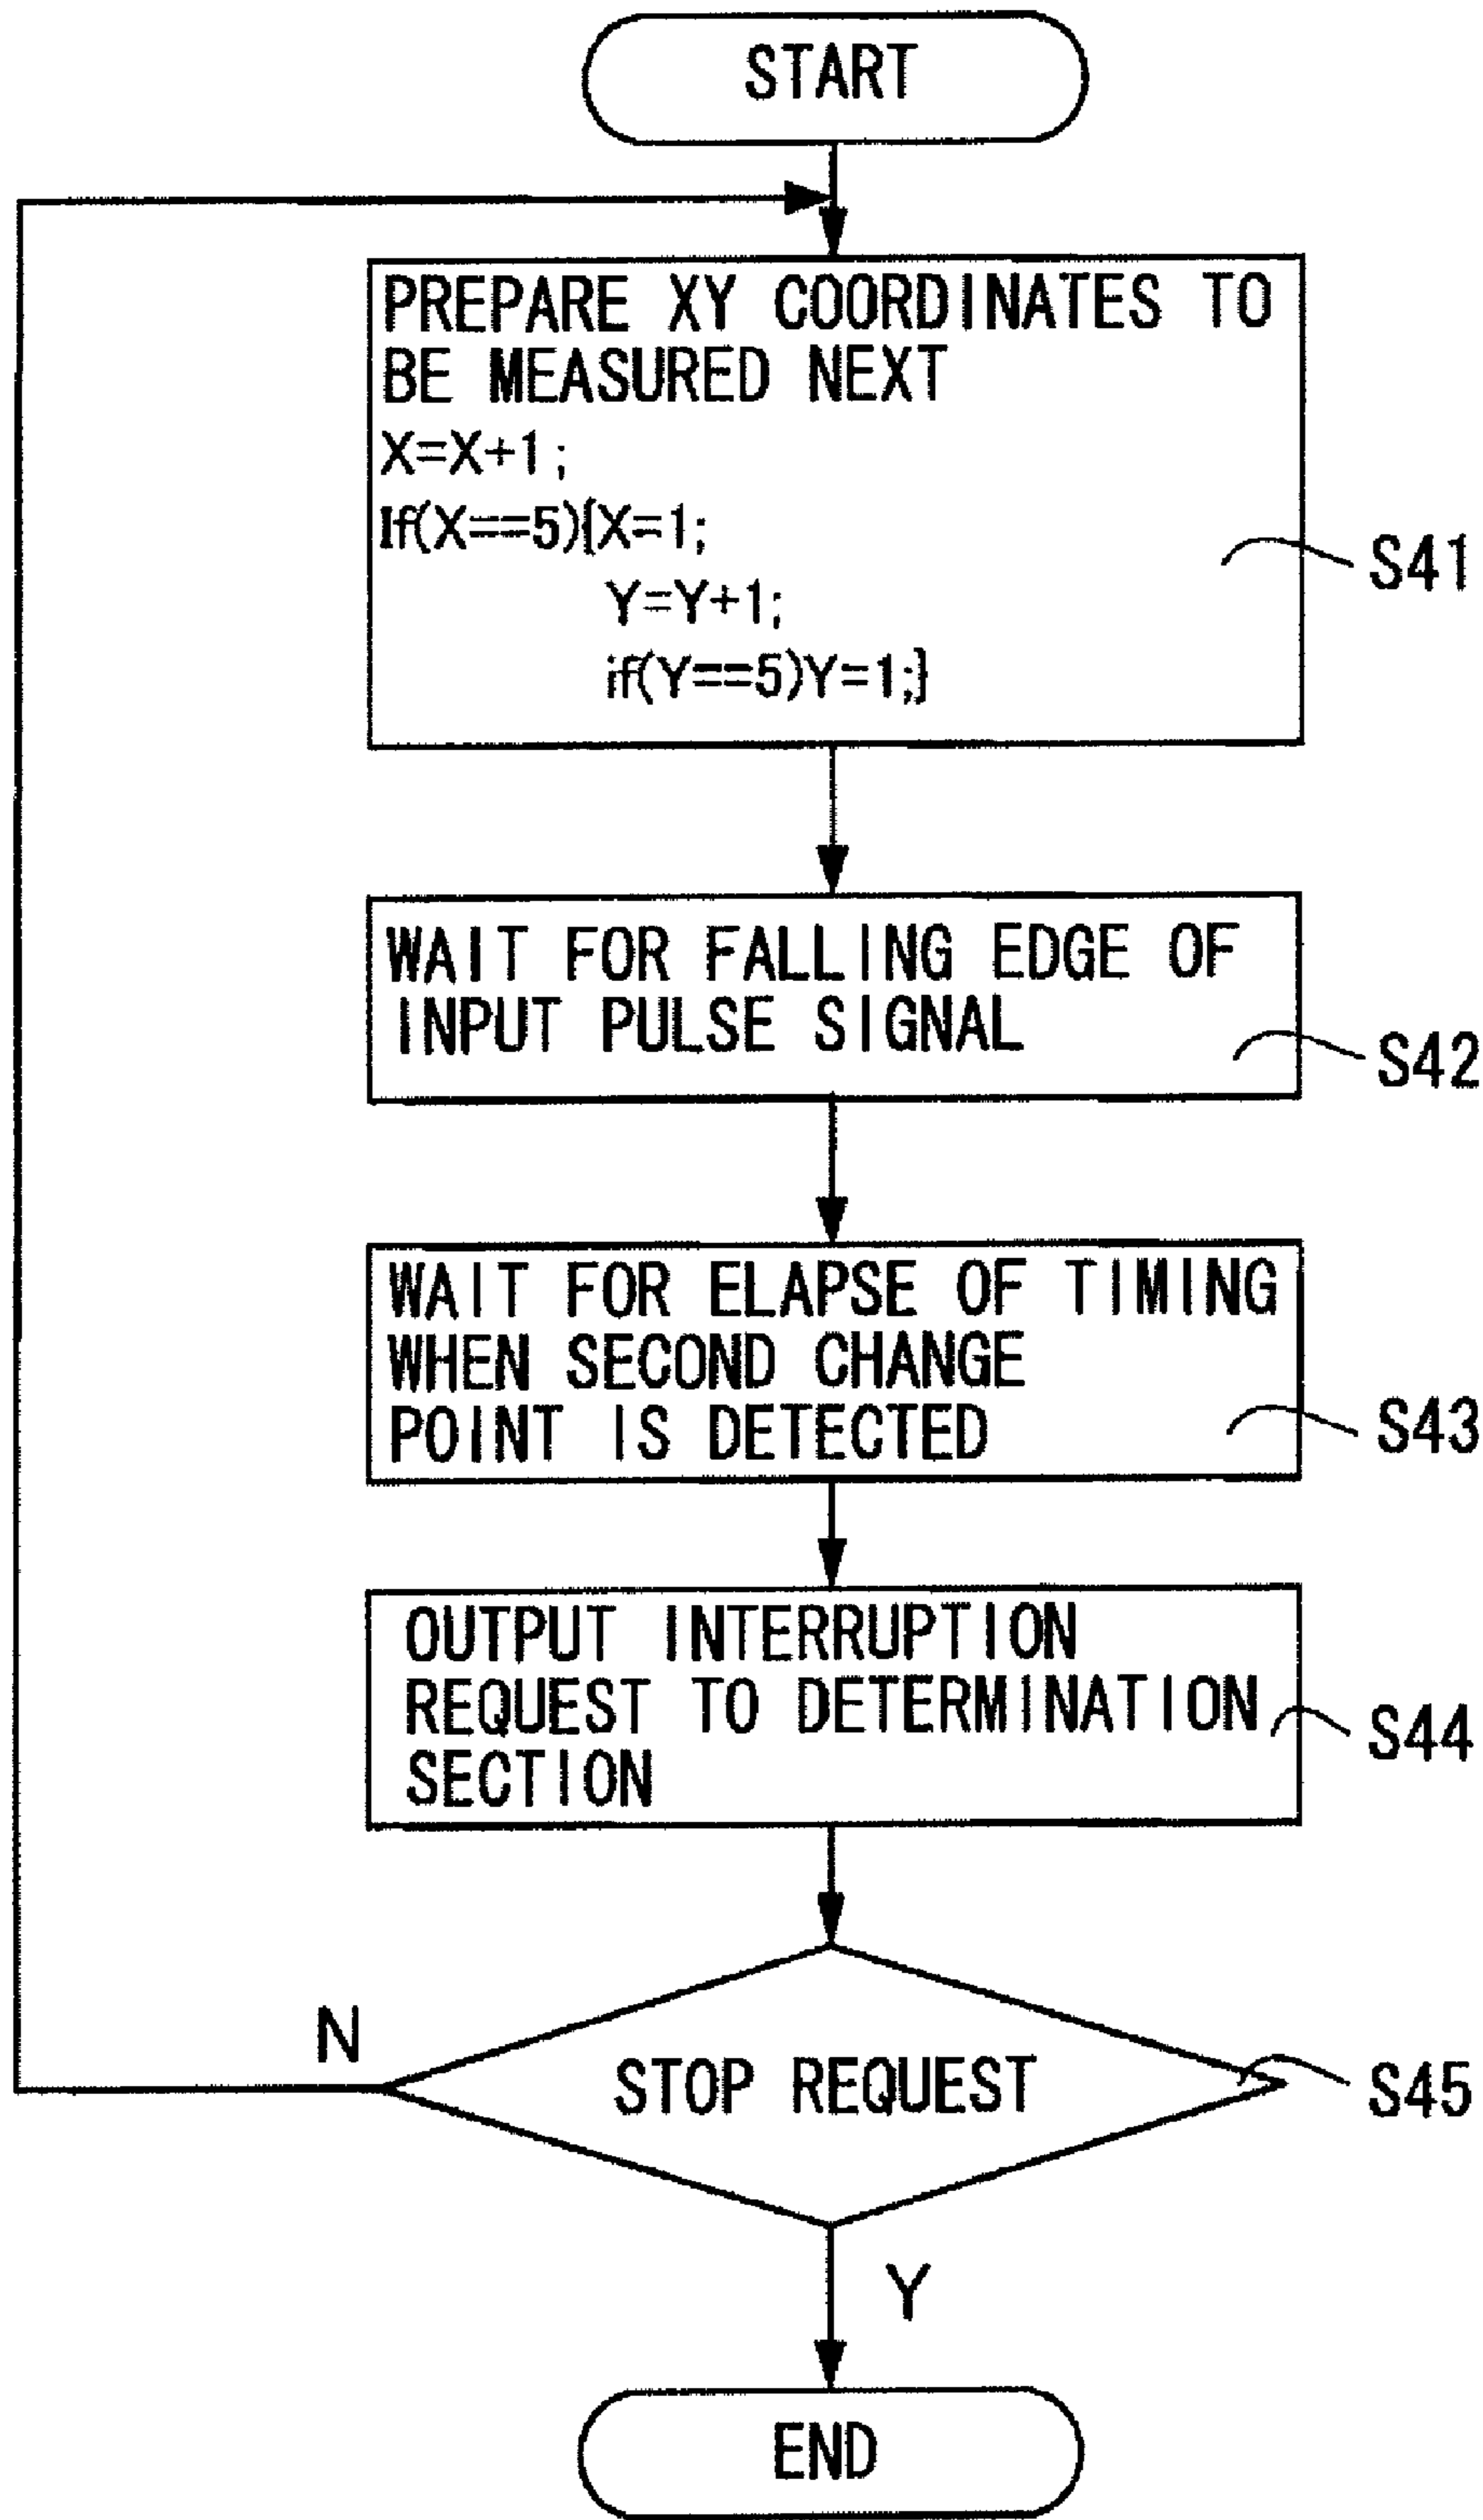 START
PREPARE XY COORDINATES TO
BE MEASURED NEXT
X=X+1;
If(X==5){X=1;
Y=Y+1;
if(Y==5)Y=1;}
S41
WAIT FOR FALLING EDGE OF
INPUT PULSE SIGNAL
S42
WAIT FOR ELAPSE OF TIMING
WHEN SECOND CHANGE
POINT IS DETECTED
S43
OUTPUT INTERRUPTION
REQUEST TO DETERMINATION
SECTION
S44
N
STOP REQUEST
S45
Y
END